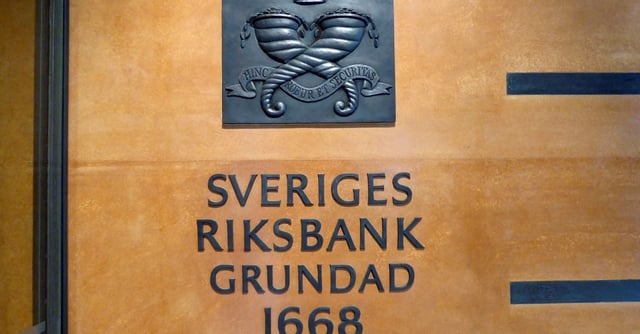 HINC ROBUR ET SECURITAS
SVERIGES
RIKSBANK
GRUNDAD
1668